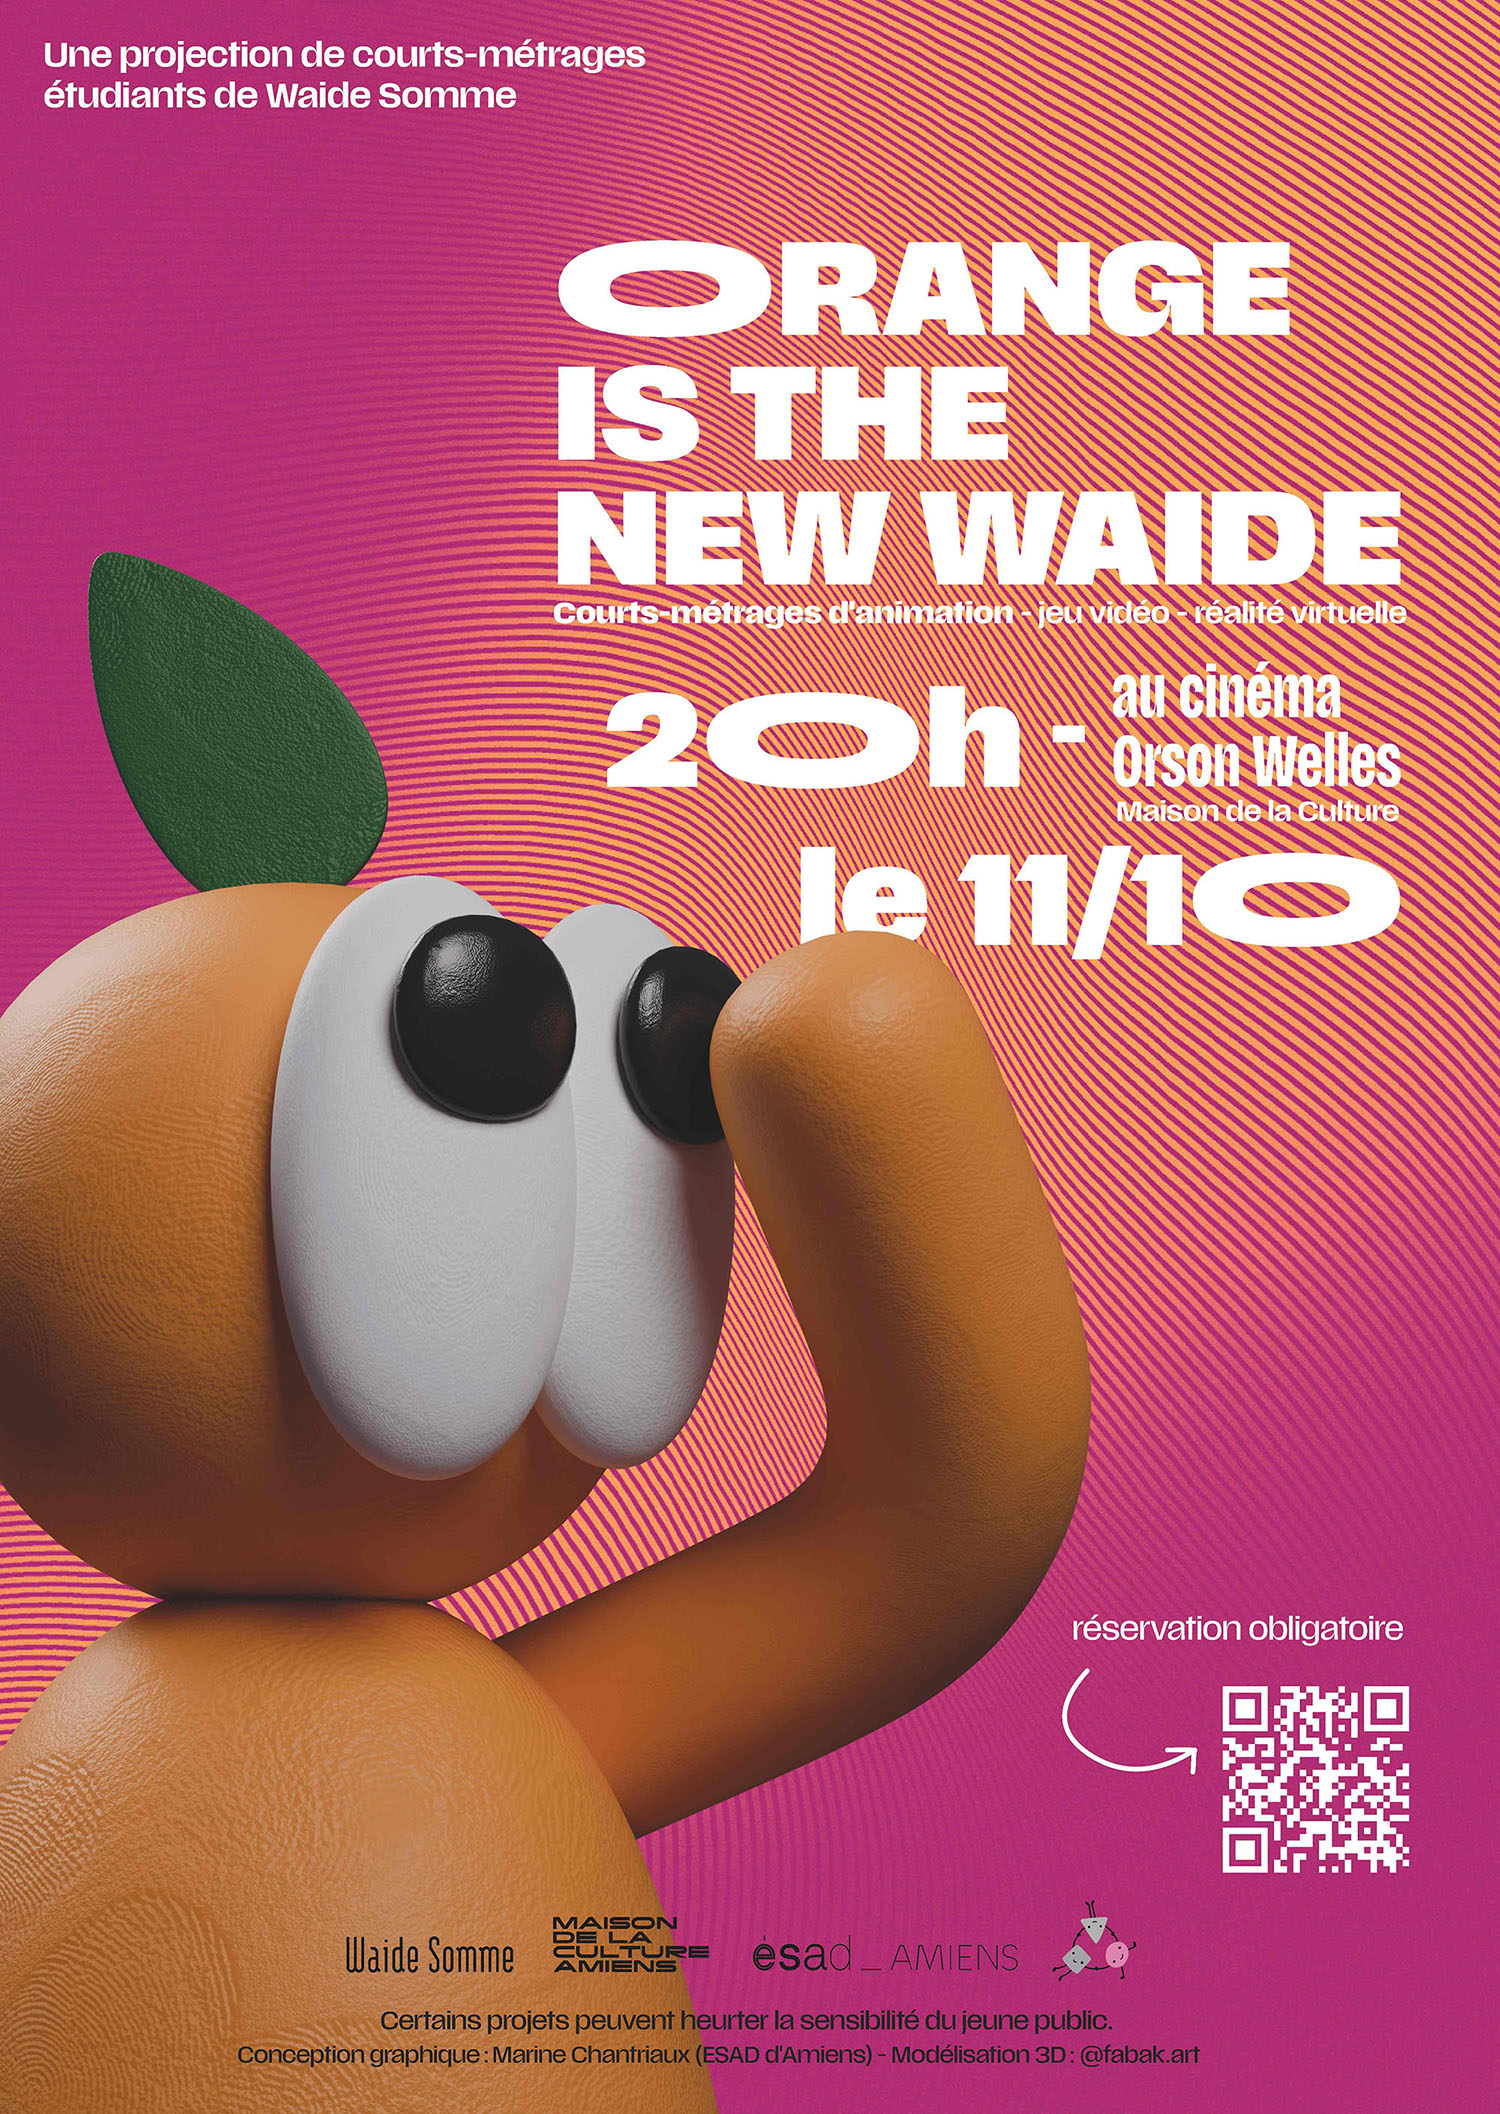 Une projection de courts-métrages
étudiants de Waide Somme
ORANGE
IS THE
NEW WAIDE
Courts-métrages d'animation - jeu vidéo - réalité virtuelle
20h - au cinéma
Orson Welles
Maison de la Culture
le 11/10
réservation obligatoire
Waide Somme
MAISON
DE LA
CULTURE
AMIENS
ésad_AMIENS
Certains projets peuvent heurter la sensibilité du jeune public.
Conception graphique : Marine Chantriaux (ESAD d'Amiens) - Modélisation 3D : @fabak.art